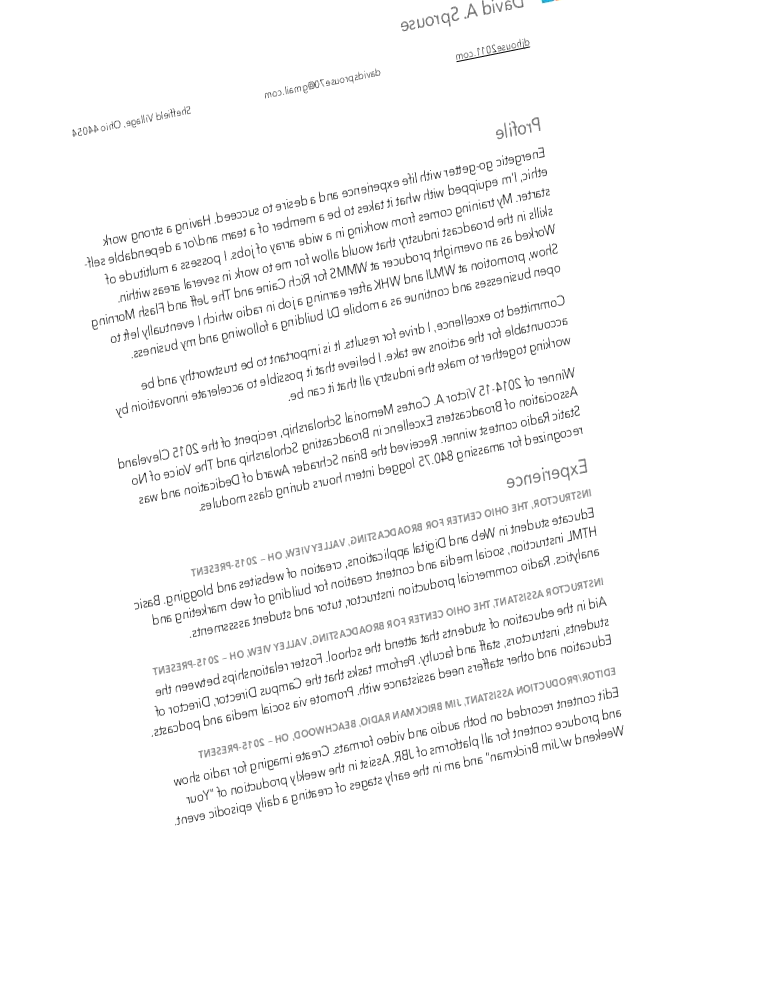 David A. Sprouse
djhouse2011.com
davidsprouse70@gmail.com
Sheffield Village, Ohio 44054
Profile
Energetic go-getter with life experience and a desire to succeed. Having a strong work
ethic, I'm equipped with what it takes to be a member of a team and/or a dependable self-
starter. My training comes from working in a wide array of jobs. I possess a multitude of
skills in the broadcast industry that would allow for me to work in several areas within.
Worked as an overnight producer at WMMS for Rich Caine and The Jeff and Flash Morning
Show, promotion at WMJI and WHK after earning a job in radio which I eventually left to
open businesses and continue as a mobile DJ building a following and my business.
Committed to excellence, I drive for results. It is important to be trustworthy and be
accountable for the actions we take. I believe that it possible to accelerate innovatioin by
working together to make the industry all that it can be.
Winner of 2014-15 Victor A. Cortes Memorial Scholarship, recipent of the 2015 Cleveland
Association of Broadcasters Excellenc in Broadcasting Scholarship and The Voice of No
Static Radio contest winner. Received the Brian Schrader Award of Dedication and was
recognized for amassing 840.75 logged intern hours during class modules.
Experience
INSTRUCTOR, THE OHIO CENTER FOR BROADCASTING, VALLEY VIEW, OH – 2015-PRESENT
Educate student in Web and Digital applications, creation of websites and blogging. Basic
HTML instruction, social media and content creation for building of web marketing and
analytics. Radio commercial production instructor, tutor and student asssssments.
INSTRUCTOR ASSISTANT, THE OHIO CENTER FOR BROADCASTING, VALLEY VIEW, OH – 2015-PRESENT
Aid in the education of students that attend the school. Foster relationships between the
students, instructors, staff and faculty. Perform tasks that the Campus Director, Director of
Education and other staffers need assistance with. Promote via social media and podcasts.
EDITOR/PRODUCTION ASSISTANT, JIM BRICKMAN RADIO, BEACHWOOD, OH – 2015-PRESENT
Edit content recorded on both audio and video formats. Create imaging for radio show
and produce content for all platforms of JBR. Assist in the weekly production of "Your
Weekend w/Jim Brickman" and am in the early stages of creating a daily episodic event.